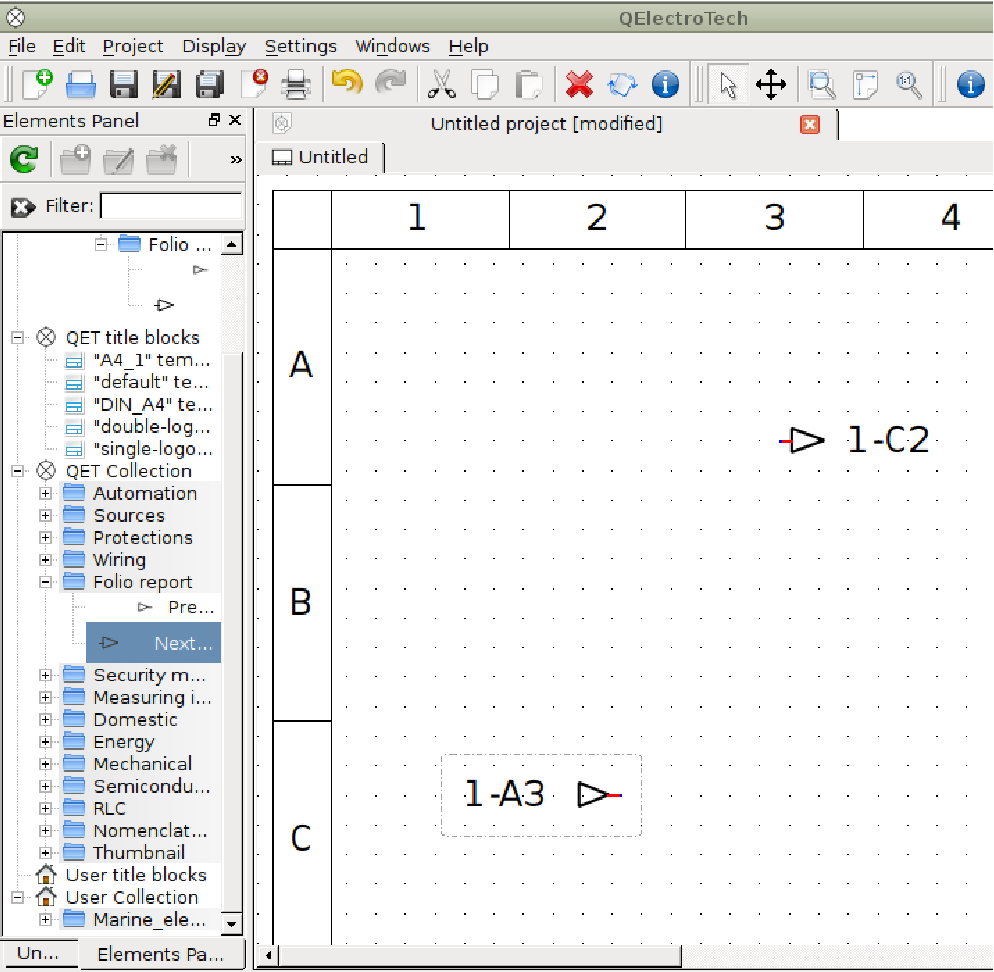 QElectroTech
File Edit Project Display Settings Windows Help
Elements Panel
Untitled project [modified]
Untitled
»
Filter:
1 2 3 4
Folio ...
QET title blocks
"A4_1" tem...
"default" te...
"DIN_A4" te...
"double-log...
"single-logo...
QET Collection
Automation
Sources
Protections
Wiring
Folio report
Pre...
Next...
Security m...
Measuring i...
Domestic
Energy
Mechanical
Semicondu...
RLC
Nomenclat...
Thumbnail
User title blocks
User Collection
Marine_ele...
Un...
Elements Pa...
A
1-C2
B
1-A3
C